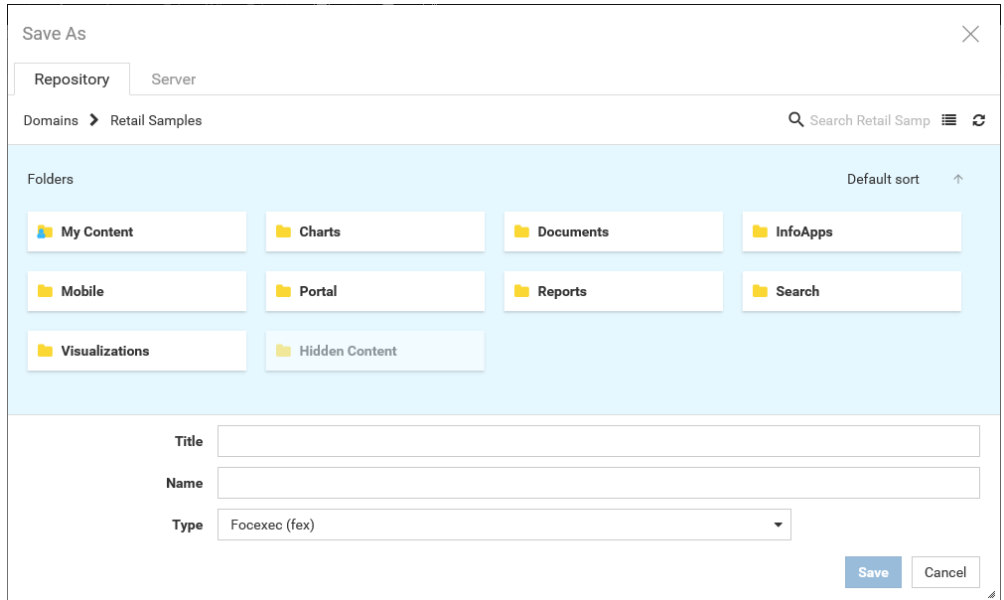 Save As
Repository Server
Domains Retail Samples Search Retail Samp
Folders Default sort
My Content Charts Documents InfoApps
Mobile Portal Reports Search
Visualizations Hidden Content
Title
Name
Type Focexec (fex)
Save Cancel